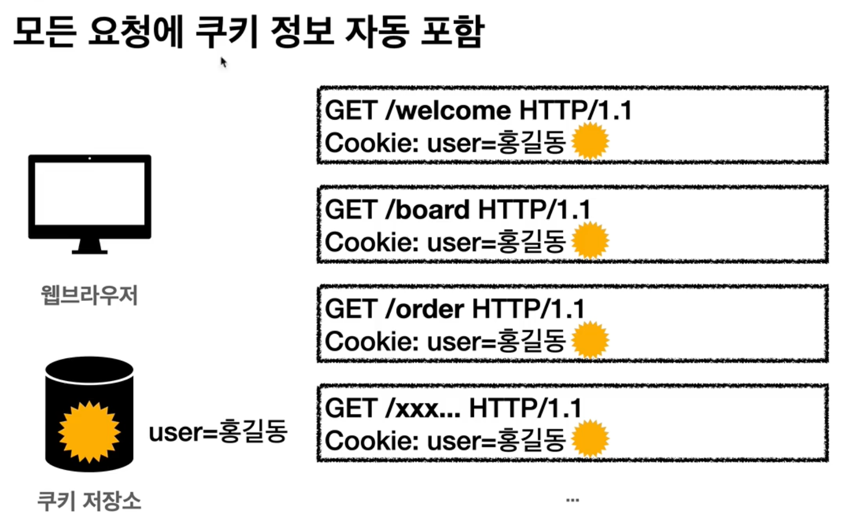 모든 요청에 쿠키 정보 자동 포함
GET /welcome HTTP/1.1
Cookie: user=홍길동
GET /board HTTP/1.1
Cookie: user=홍길동
GET /order HTTP/1.1
Cookie: user=홍길동
GET /xxx... HTTP/1.1
Cookie: user=홍길동
...
웹브라우저
user=홍길동
쿠키 저장소